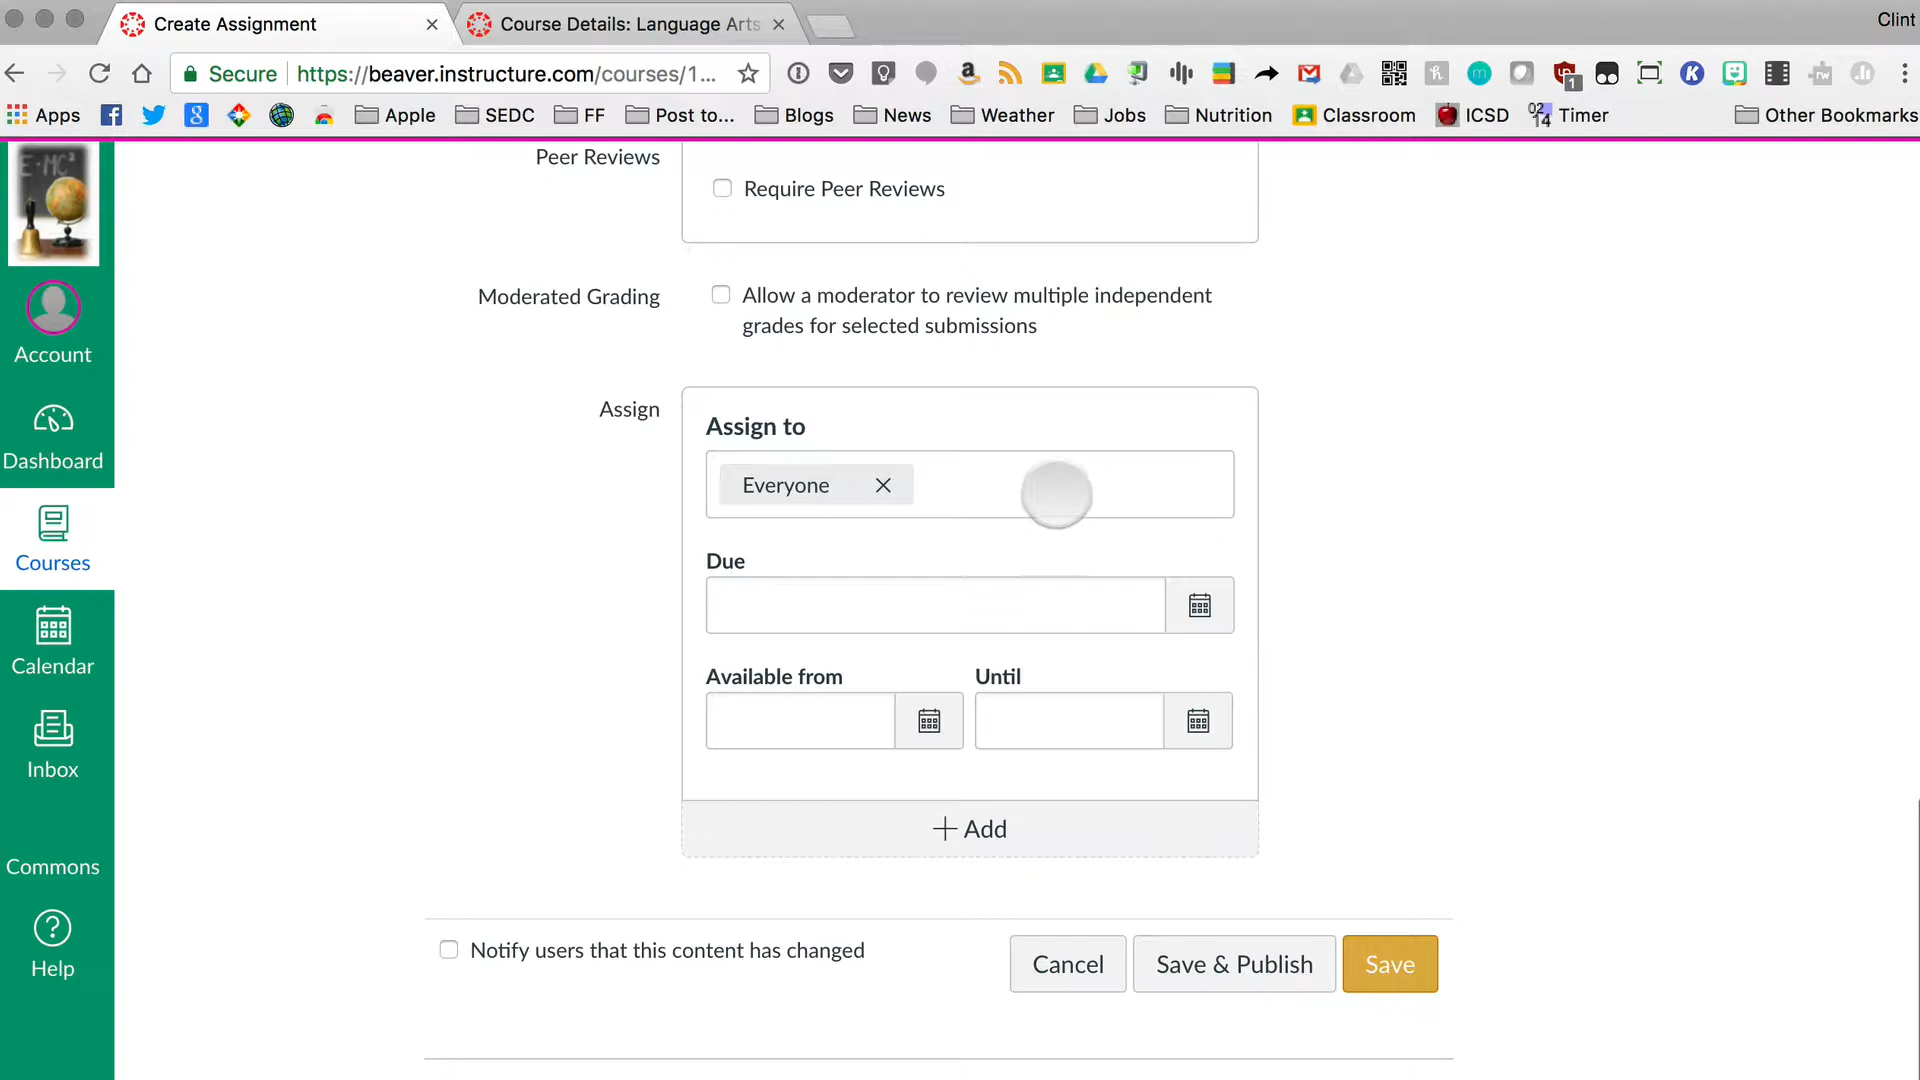 Clint
Create Assignment
Course Details: Language Arts
Secure
https://beaver.instructure.com/courses/1...
1
Apps
Apple
SEDC
FF
Post to...
Blogs
News
Weather
Jobs
Nutrition
Classroom
ICSD
02
14
Timer
Other Bookmarks
Account
Dashboard
Courses
Calendar
Inbox
Commons
Help
Peer Reviews
Require Peer Reviews
Moderated Grading
Allow a moderator to review multiple independent
grades for selected submissions
Assign
Assign to
Everyone
Due
Available from
Until
Add
Notify users that this content has changed
Cancel
Save & Publish
Save